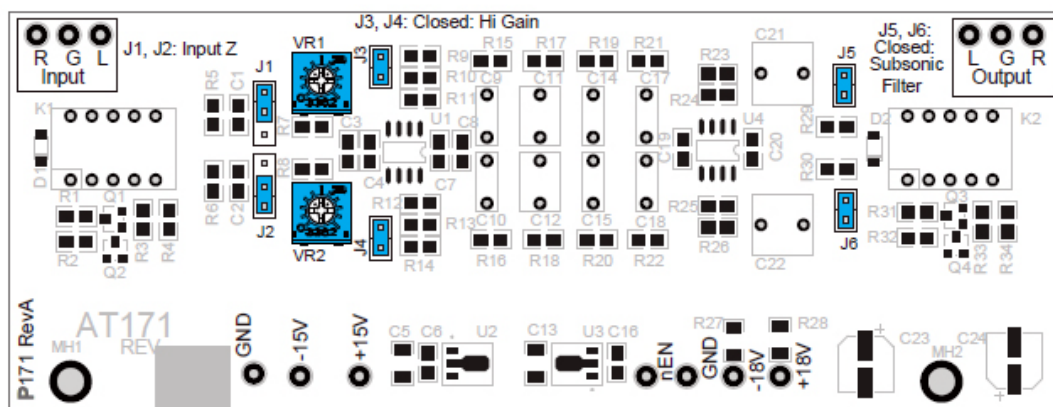 J3, J4: Closed: Hi Gain
R G L
Input
J1, J2: Input Z
VR1
J3
R9
R10
R11
R15
R17
R19
R21
C9
C11
C14
C17
R23
R24
C21
J5
J5, J6:
Closed:
Subsonic
Filter
L G R
Output
K1
D1
R5
C1
J1
R7
C3
U1
C8
C19
U4
C20
R29
D2
K2
R1
R2
Q1
Q2
R3
R4
R6
C2
J2
R8
VR2
C4
C7
R12
R13
R14
J4
C10
C12
C15
C18
R16
R18
R20
R22
R25
R26
C22
R30
J6
R31
R32
Q3
Q4
R33
R34
P171 RevA
AT171
REV
MH1
GND
-15V
+15V
C5
C6
U2
C13
U3
C16
nEN
GND
R27
-18V
R28
+18V
C23
MH2
C24